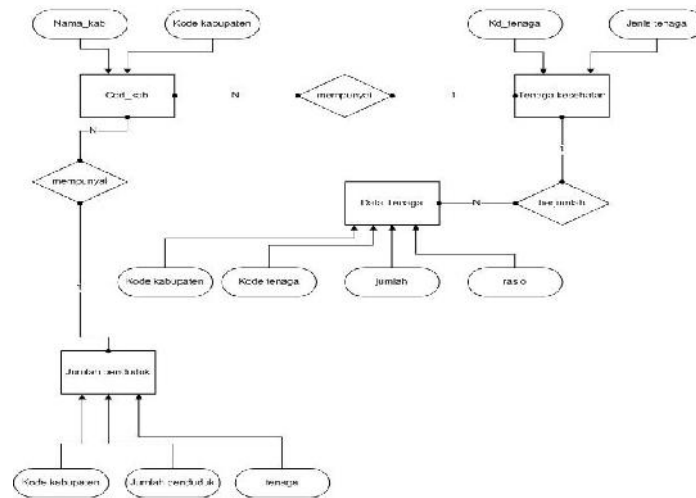 Nama_kab
Kode kabupaten
Kd_tenaga
Jenis tenaga
N
mempunyai
1
Tenaga kesehatan
N
mempunyai
1
Data Tenaga
N
berjumlah
Kode kabupaten
Kode tenaga
jumlah
rasio
1
Jumlah penduduk
Kode kabupaten
Jumlah penduduk
tenaga